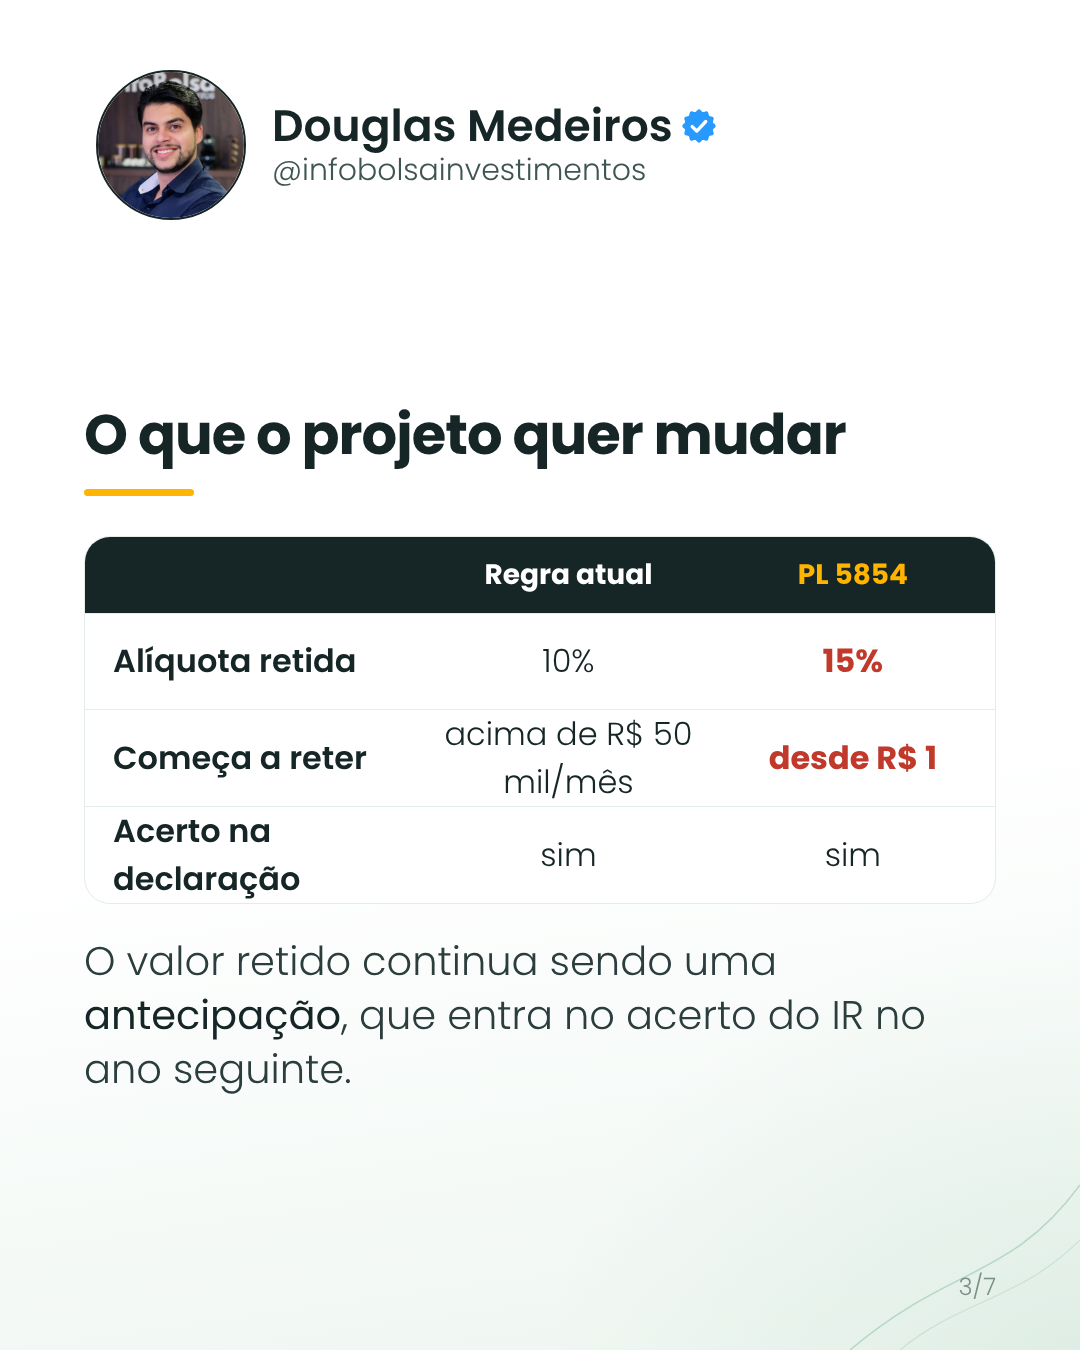 Douglas Medeiros
@infobolsainvestimentos
O que o projeto quer mudar
Regra atual PL 5854
Alíquota retida 10% 15%
Começa a reter acima de R$ 50 mil/mês desde R$ 1
Acerto na declaração sim sim
O valor retido continua sendo uma
antecipação, que entra no acerto do IR no
ano seguinte.
3/7